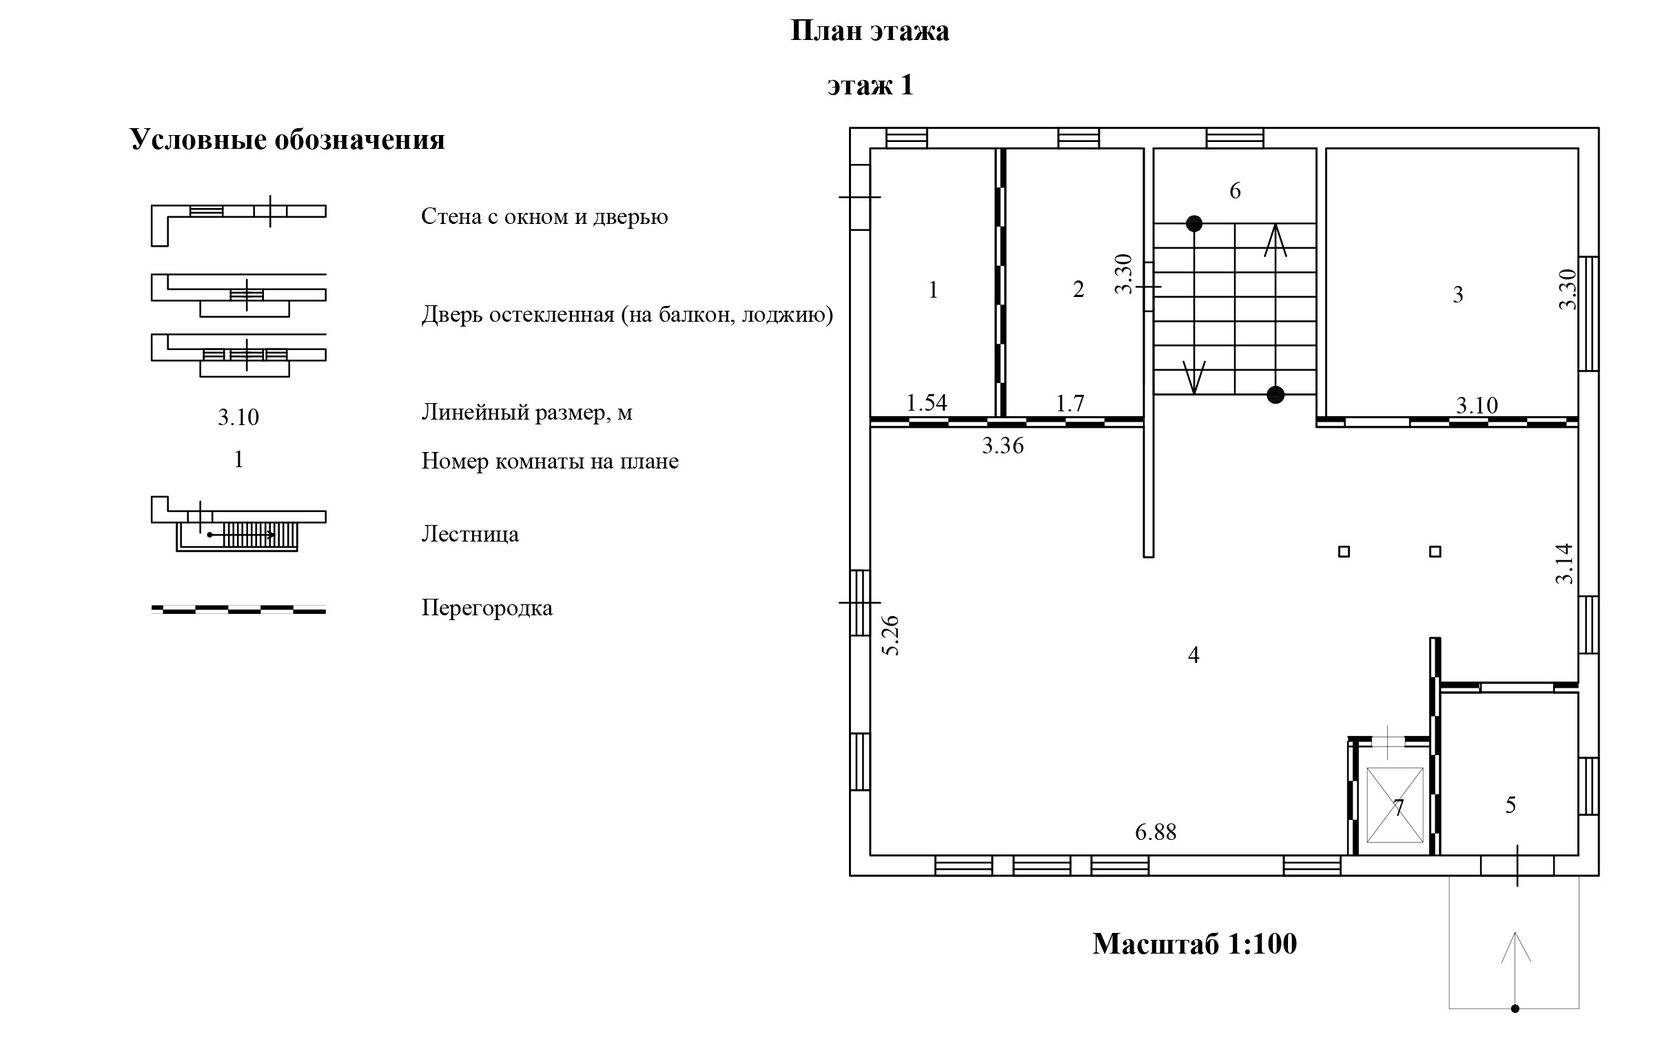 План этажа
этаж 1
Условные обозначения
Стена с окном и дверью
Дверь остекленная (на балкон, лоджию)
3.10 Линейный размер, м
1 Номер комнаты на плане
Лестница
Перегородка
6
1
2
3.30
3
3.30
1.54
1.7
3.10
3.36
3.14
5.26
4
6.88
7
5
Масштаб 1:100